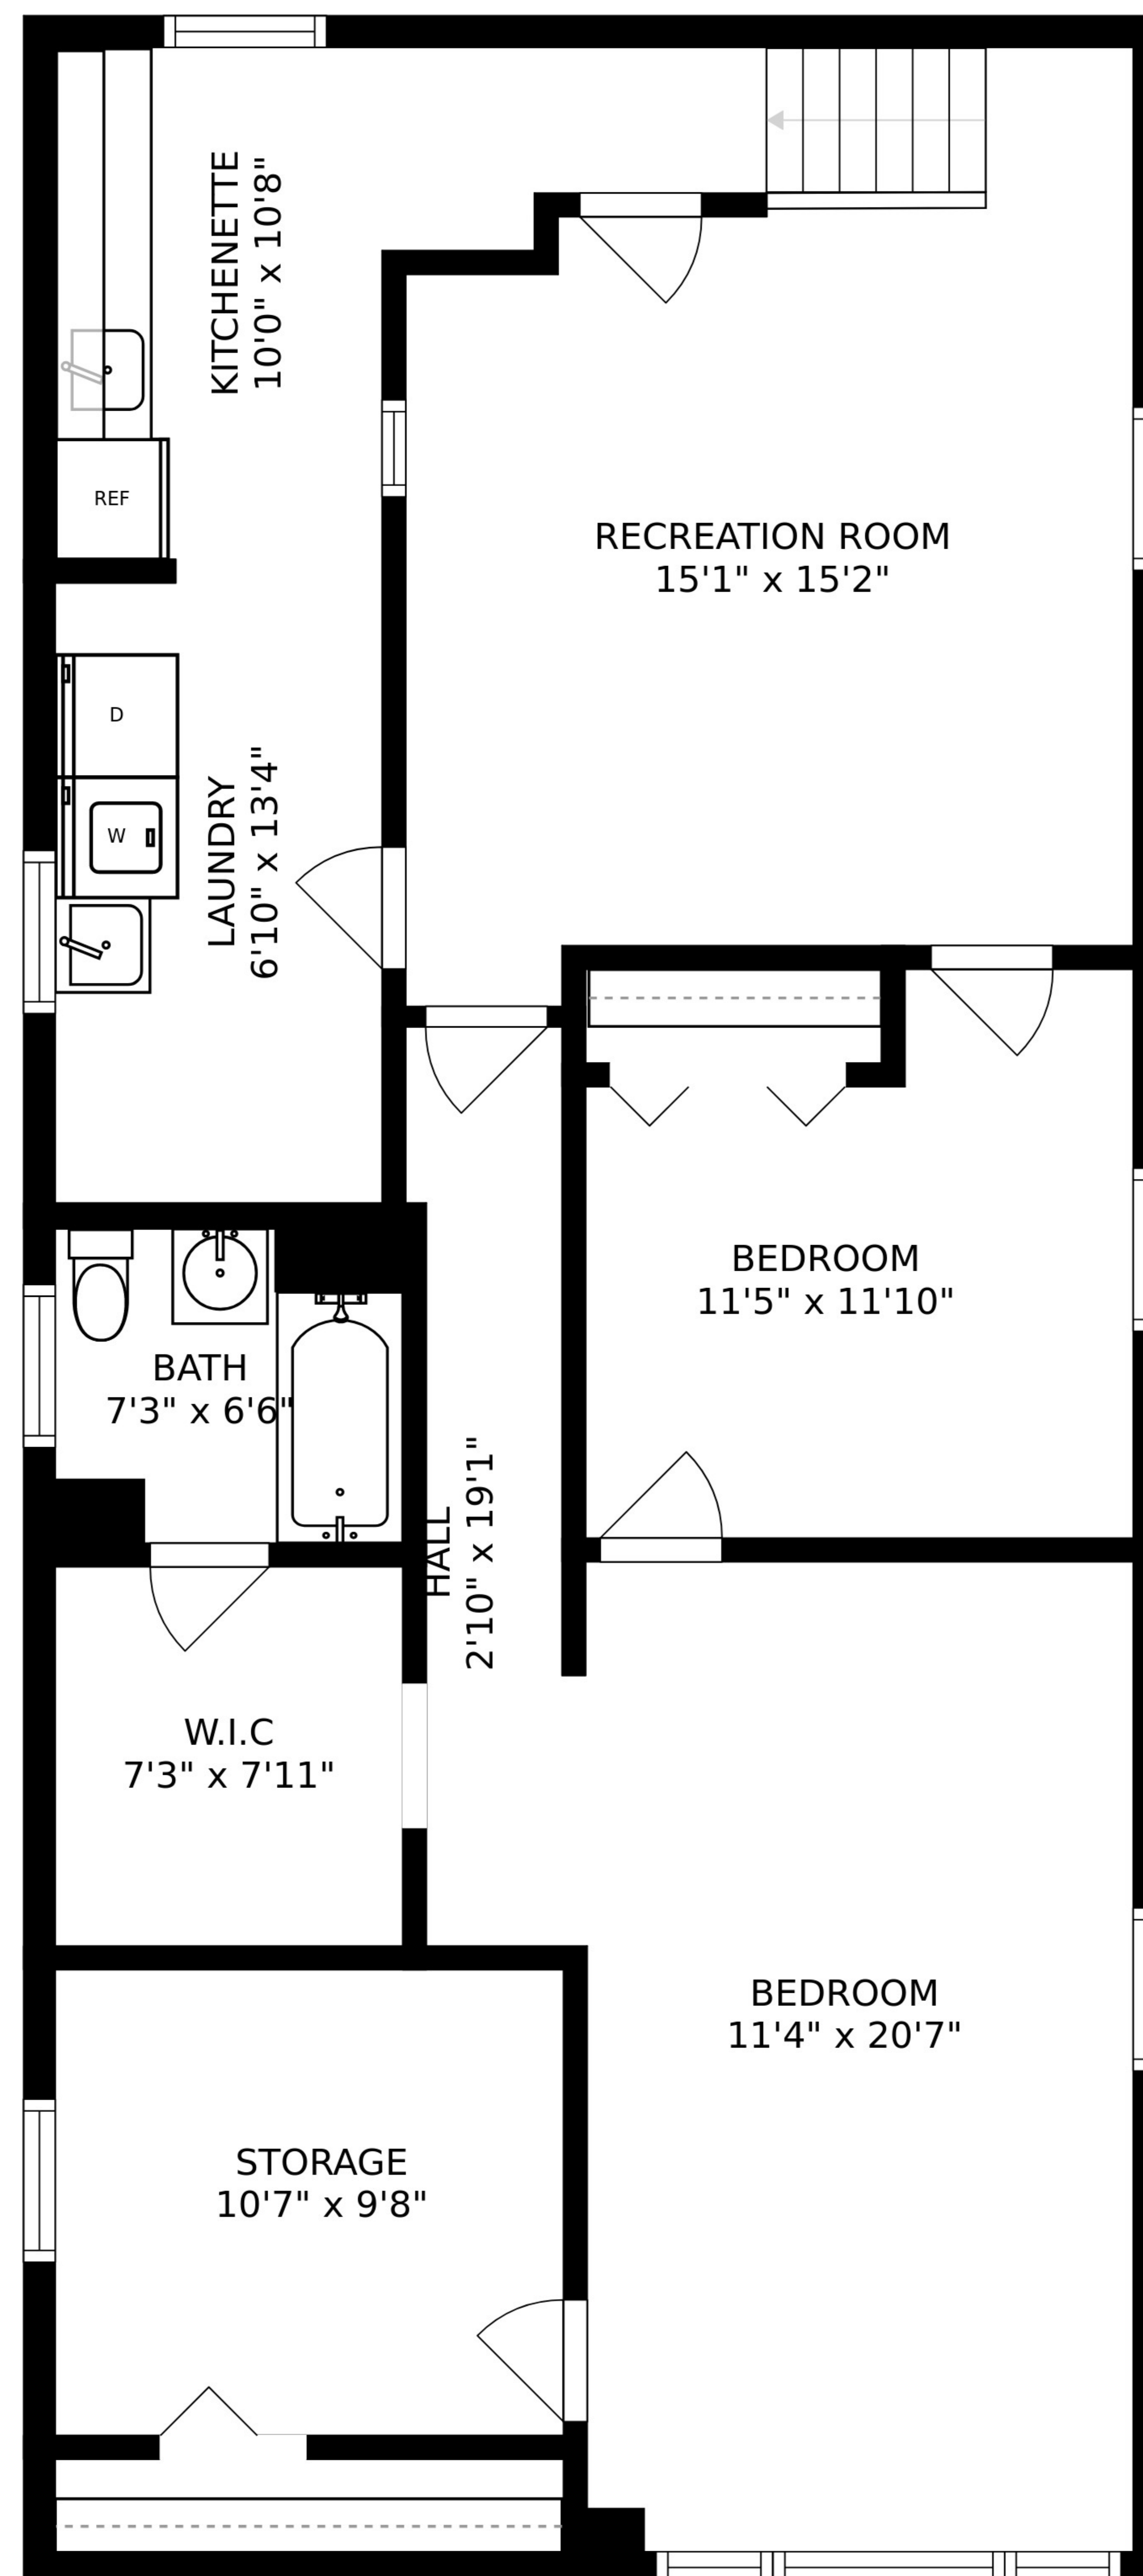 KITCHENETTE
10'0" x 10'8"
REF
RECREATION ROOM
15'1" x 15'2"
D
W
LAUNDRY
6'10" x 13'4"
BEDROOM
11'5" x 11'10"
BATH
7'3" x 6'6"
HALL
2'10" x 19'1"
W.I.C
7'3" x 7'11"
BEDROOM
11'4" x 20'7"
STORAGE
10'7" x 9'8"